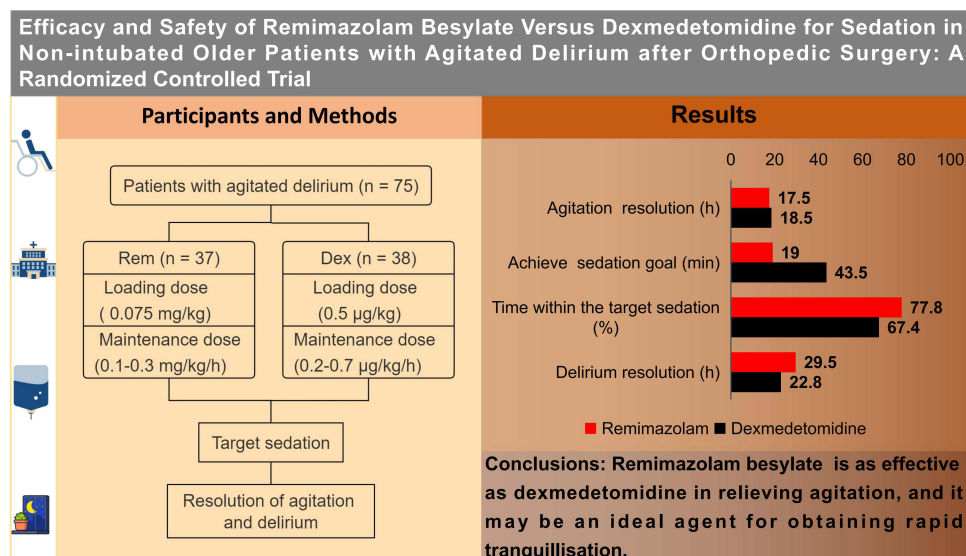 Efficacy and Safety of Remimazolam Besylate Versus Dexmedetomidine for Sedation in
Non-intubated Older Patients with Agitated Delirium after Orthopedic Surgery: A
Randomized Controlled Trial
Participants and Methods
Patients with agitated delirium (n = 75)
Rem (n = 37)
Loading dose
( 0.075 mg/kg)
Maintenance dose
(0.1-0.3 mg/kg/h)
Dex (n = 38)
Loading dose
(0.5 µg/kg)
Maintenance dose
(0.2-0.7 µg/kg/h)
Target sedation
Resolution of agitation
and delirium
Results
0 20 40 60 80 100
Agitation resolution (h)
17.5
18.5
Achieve sedation goal (min)
19
43.5
Time within the target sedation
(%)
77.8
67.4
Delirium resolution (h)
29.5
22.8
Remimazolam Dexmedetomidine
Conclusions: Remimazolam besylate is as effective
as dexmedetomidine in relieving agitation, and it
may be an ideal agent for obtaining rapid
tranquillisation.